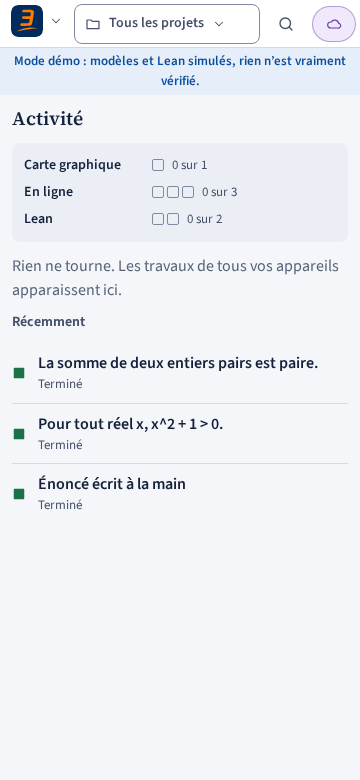 Tous les projets
Mode démo : modèles et Lean simulés, rien n’est vraiment
vérifié.
Activité
Carte graphique 0 sur 1
En ligne 0 sur 3
Lean 0 sur 2
Rien ne tourne. Les travaux de tous vos appareils
apparaissent ici.
Récemment
La somme de deux entiers pairs est paire.
Terminé
Pour tout réel x, x^2 + 1 > 0.
Terminé
Énoncé écrit à la main
Terminé